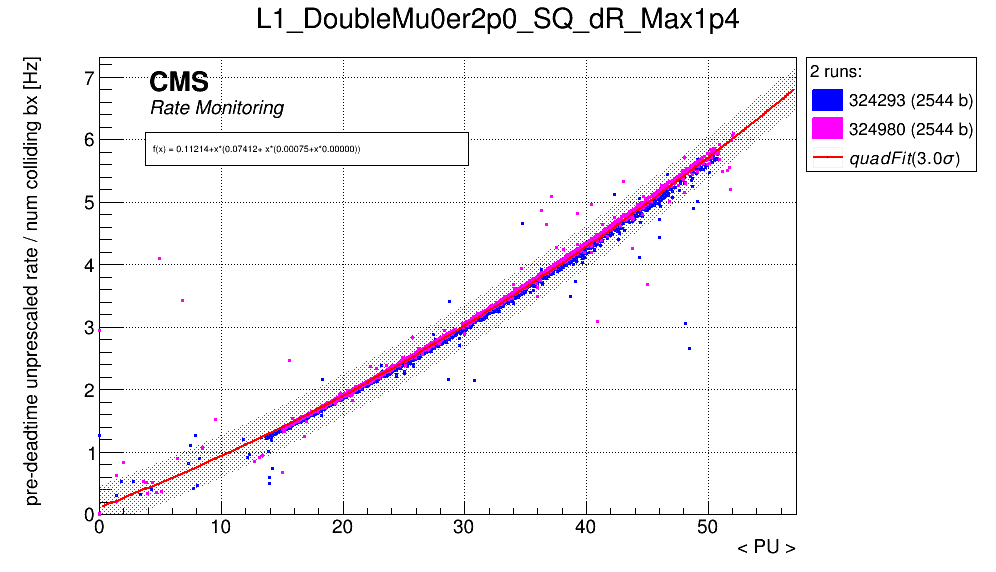 L1_DoubleMu0er2p0_SQ_dR_Max1p4
pre-deadtime unprescaled rate / num colliding bx [Hz]
7
6
5
4
3
2
1
0
CMS
Rate Monitoring
f(x) = 0.11214+x*(0.07412+ x*(0.00075+x*0.00000))
2 runs:
324293 (2544 b)
324980 (2544 b)
quadFit(3.0σ)
0 10 20 30 40 50
< PU >